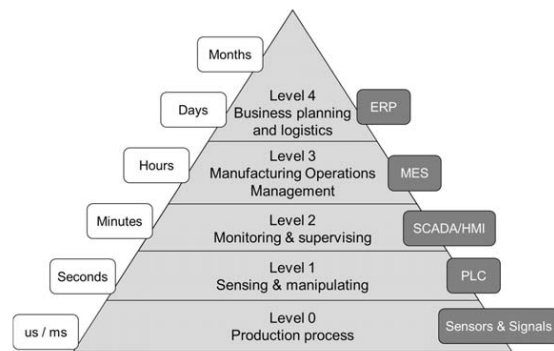 Months
Level 4
Days
Business planning
and logistics
ERP
Level 3
Hours
Manufacturing Operations
Management
MES
Level 2
Minutes
Monitoring & supervising
SCADA/HMI
Level 1
Seconds
Sensing & manipulating
PLC
Level 0
us / ms
Production process
Sensors & Signals